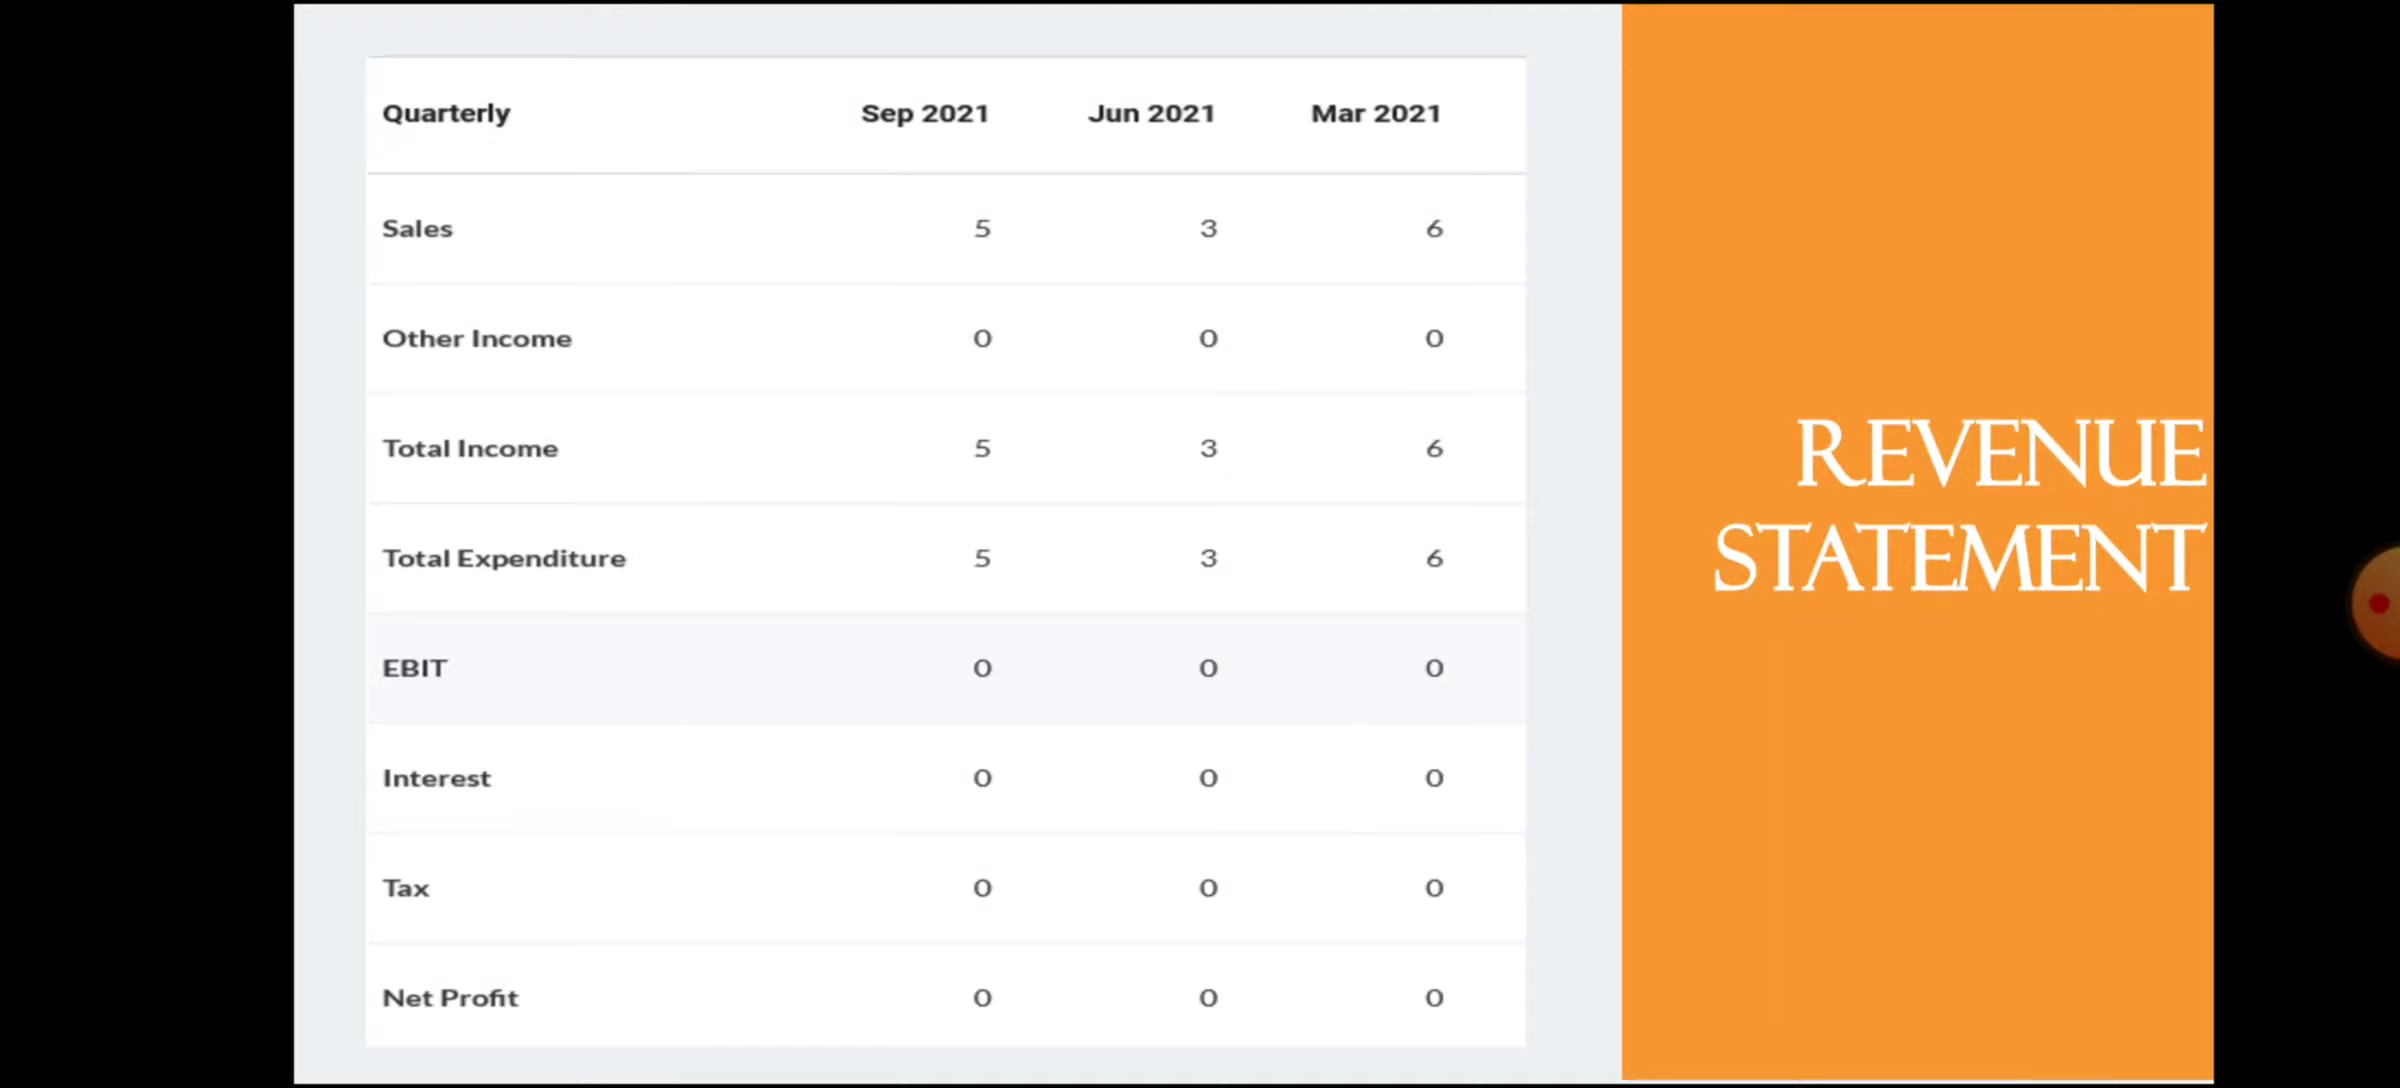 Quarterly Sep 2021 Jun 2021 Mar 2021
Sales 5 3 6
Other Income 0 0 0
Total Income 5 3 6
Total Expenditure 5 3 6
EBIT 0 0 0
Interest 0 0 0
Tax 0 0 0
Net Profit 0 0 0
REVENUE
STATEMENT